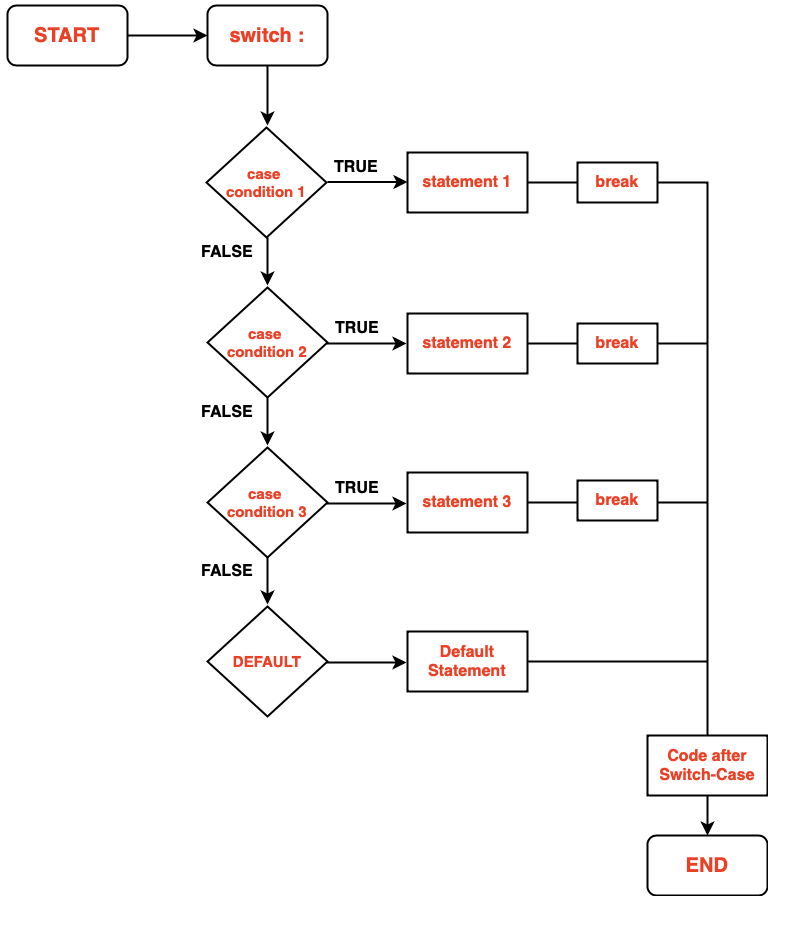 START
switch :
case
condition 1
TRUE
statement 1
break
FALSE
case
condition 2
TRUE
statement 2
break
FALSE
case
condition 3
TRUE
statement 3
break
FALSE
DEFAULT
Default
Statement
Code after
Switch-Case
END